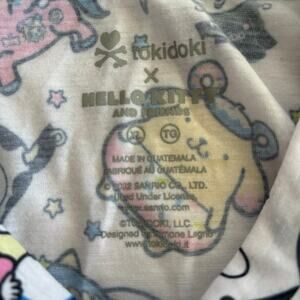 tokidoki
×
HELLO KITTY
AND FRIENDS
XL TG
MADE IN GUATEMALA
FABRIQUÉ AU GUATEMALA
© 2022 SANRIO CO., LTD.
Used Under License.
www.sanrio.com
©TOKIDOKI, LLC.
Designed by Simone Legno
www.tokidoki.it